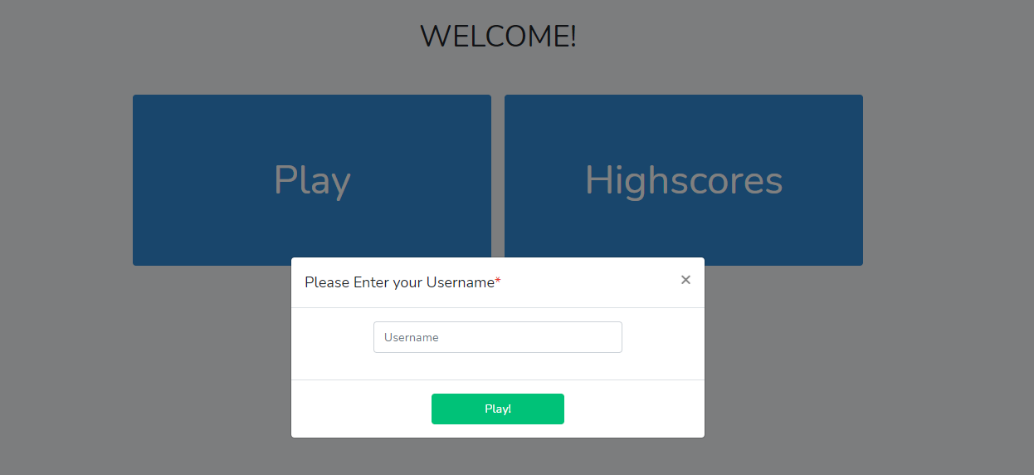 WELCOME!
Play
Highscores
Please Enter your Username*
×
Username
Play!